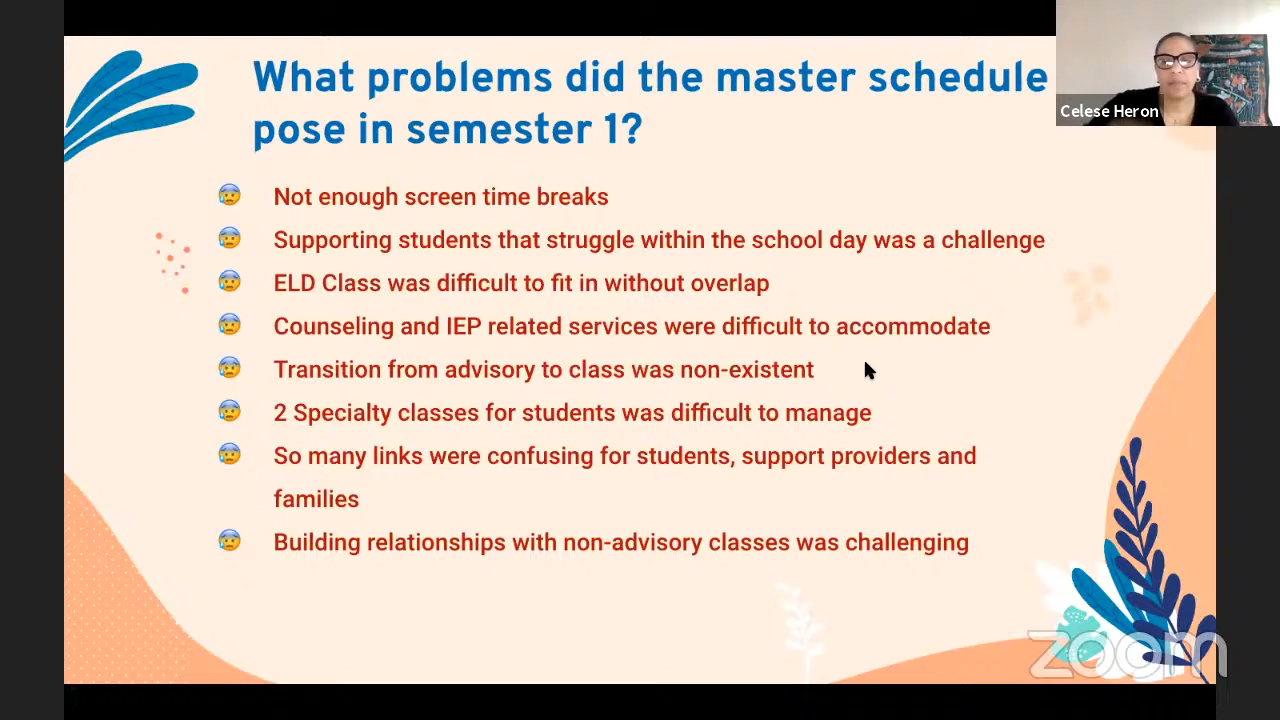 What problems did the master schedule
pose in semester 1?
Celese Heron
Not enough screen time breaks
Supporting students that struggle within the school day was a challenge
ELD Class was difficult to fit in without overlap
Counseling and IEP related services were difficult to accommodate
Transition from advisory to class was non-existent
2 Specialty classes for students was difficult to manage
So many links were confusing for students, support providers and
families
Building relationships with non-advisory classes was challenging
zoom